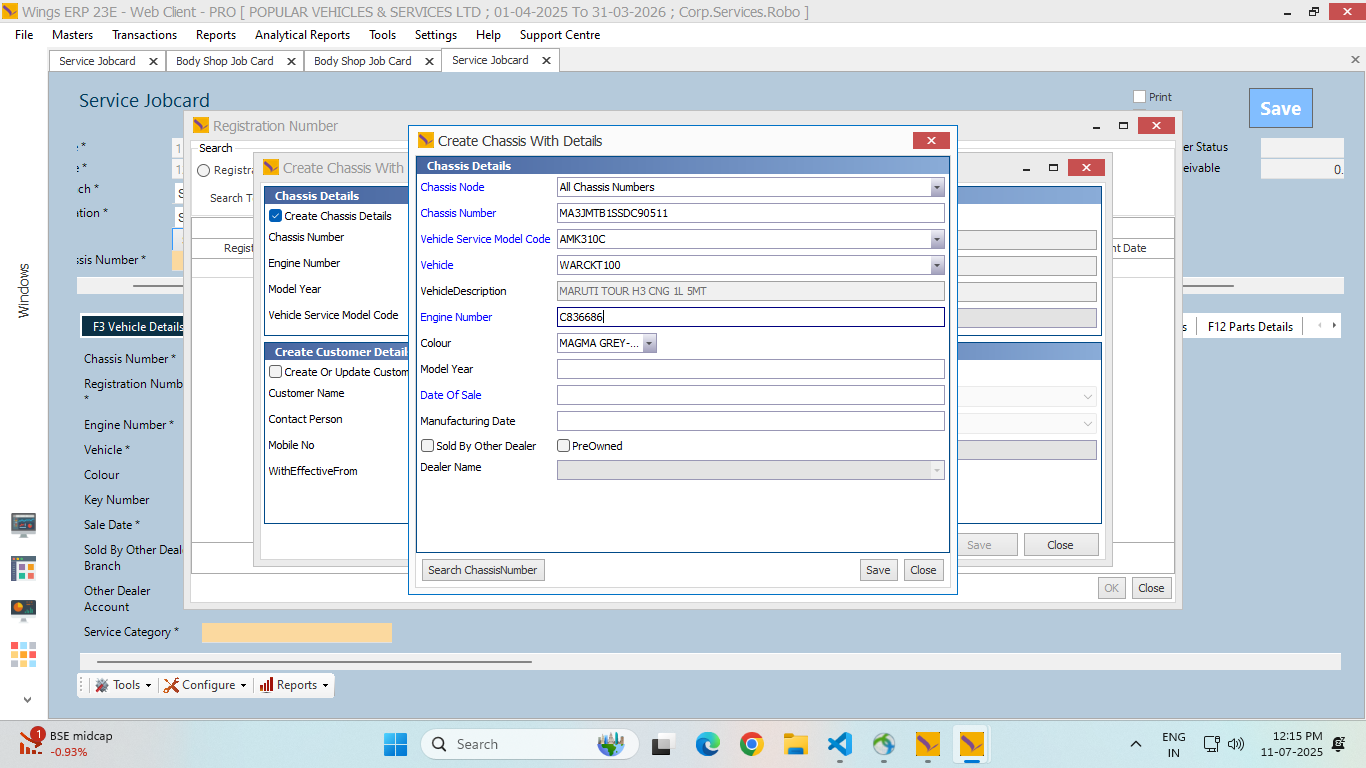 Wings ERP 23E - Web Client - PRO [ POPULAR VEHICLES & SERVICES LTD ; 01-04-2025 To 31-03-2026 ; Corp.Services.Robo ]
File Masters Transactions Reports Analytical Reports Tools Settings Help Support Centre
Service Jobcard Body Shop Job Card Body Shop Job Card Service Jobcard
Service Jobcard
Print
Save
Registration Number
Search
Search T
Create Chassis With
Chassis Details
Create Chassis Details
Chassis Number
Engine Number
Model Year
Vehicle Service Model Code
Create Customer Detail
Create Or Update Custom
Customer Name
Contact Person
Mobile No
WithEffectiveFrom
Save Close
OK Close
Create Chassis With Details
Chassis Details
Chassis Node All Chassis Numbers
Chassis Number MA3JMTB1SSDC90511
Vehicle Service Model Code AMK310C
Vehicle WARCKT100
VehicleDescription MARUTI TOUR H3 CNG 1L 5MT
Engine Number C836686
Colour MAGMA GREY-...
Model Year
Date Of Sale
Manufacturing Date
Sold By Other Dealer PreOwned
Dealer Name
Search ChassisNumber Save Close
er Status
eivable 0.
nt Date
ch *
ation *
ssis Number *
Windows
F3 Vehicle Details
F12 Parts Details
Chassis Number *
Registration Numb
*
Engine Number *
Vehicle *
Colour
Key Number
Sale Date *
Sold By Other Deal
Branch
Other Dealer
Account
Service Category *
Tools Configure Reports
1
BSE midcap
-0.93%
Search
ENG
IN
12:15 PM
11-07-2025